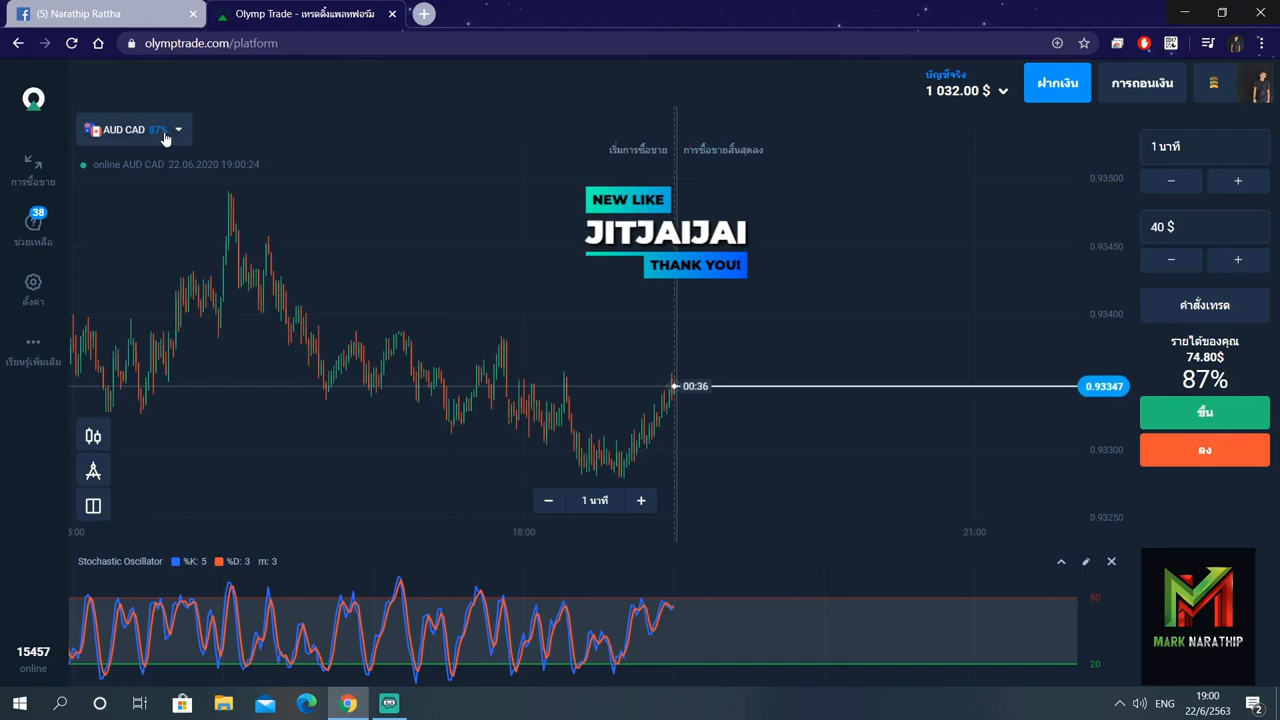 (5) Narathip Rattha
Olymp Trade - เทรดดิ้งแพลทฟอร์ม
olymptrade.com/platform
บัญชีจริง
1 032.00 $
ฝากเงิน
การถอนเงิน
AUD CAD 87%
online AUD CAD 22.06.2020 19:00:24
เริ่มการซื้อขาย
การซื้อขายสิ้นสุดลง
การซื้อขาย
38
ช่วยเหลือ
ตั้งค่า
เรียนรู้เพิ่มเติม
NEW LIKE
JITJAIJAI
THANK YOU!
0.93500
0.93450
0.93400
00:36
0.93347
0.93300
0.93250
1 นาที
40 $
คำสั่งเทรด
รายได้ของคุณ
74.80$
87%
ขึ้น
ลง
1 นาที
18:00
21:00
Stochastic Oscillator %K: 5 %D: 3 m: 3
80
20
MARK NARATHIP
15457
online
ENG
19:00
22/6/2563
2